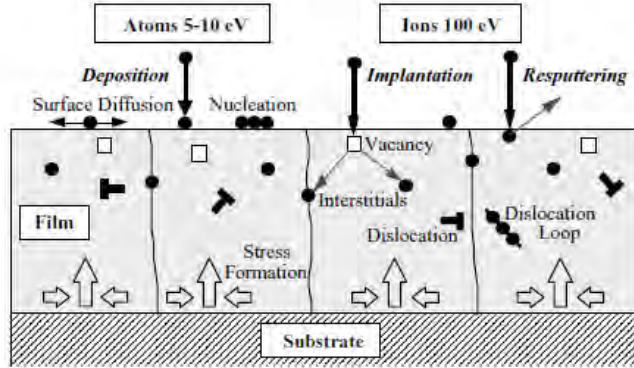 Atoms 5-10 eV
Ions 100 eV
Deposition
Implantation
Resputtering
Surface Diffusion
Nucleation
Vacancy
Interstitials
Film
Dislocation
Dislocation
Loop
Stress
Formation
Substrate